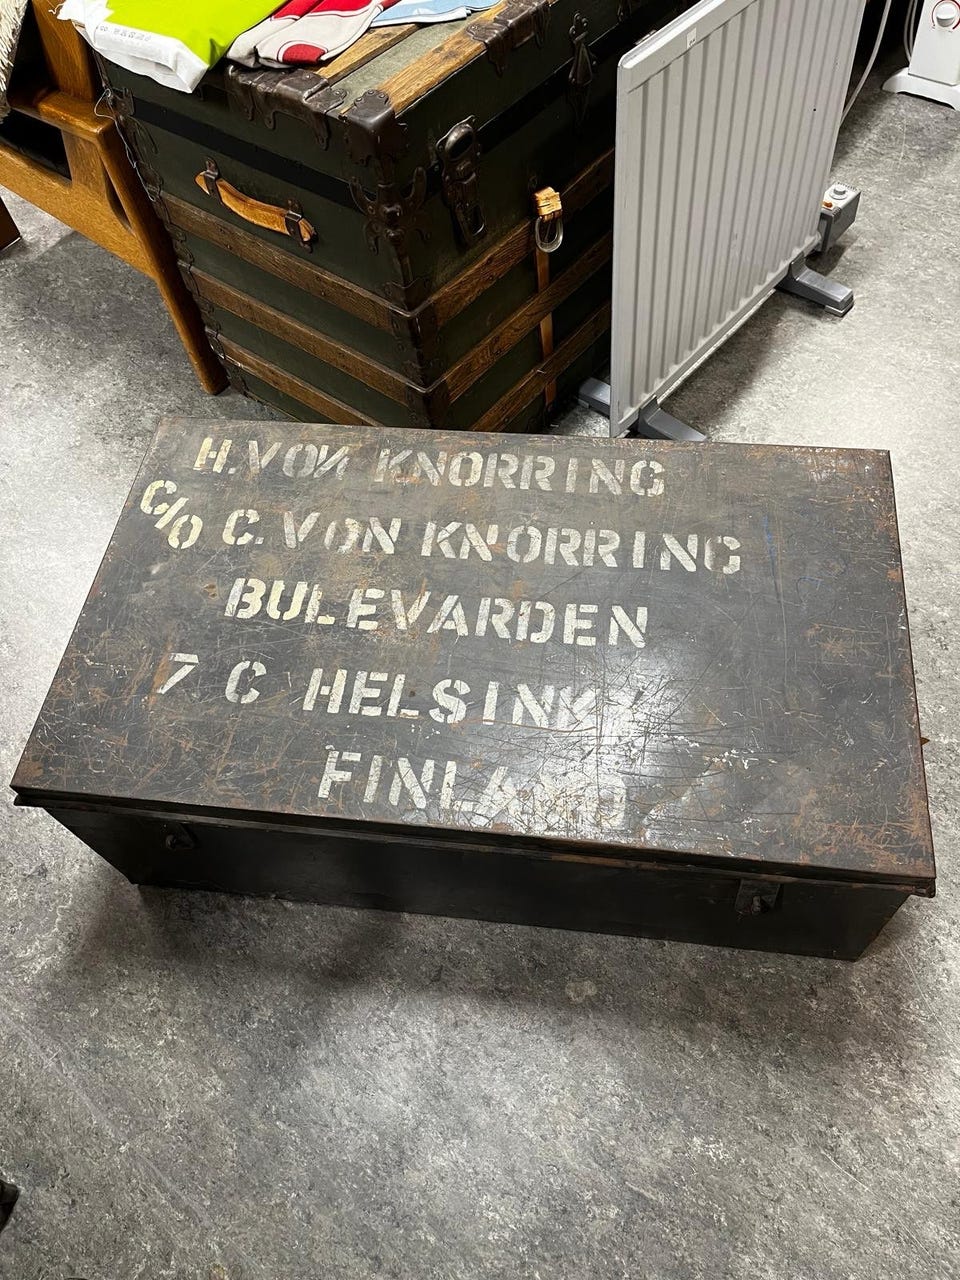 H. VON KNORRING
C/O C. VON KNORRING
BULEVARDEN
7 C HELSINKI
FINLAND